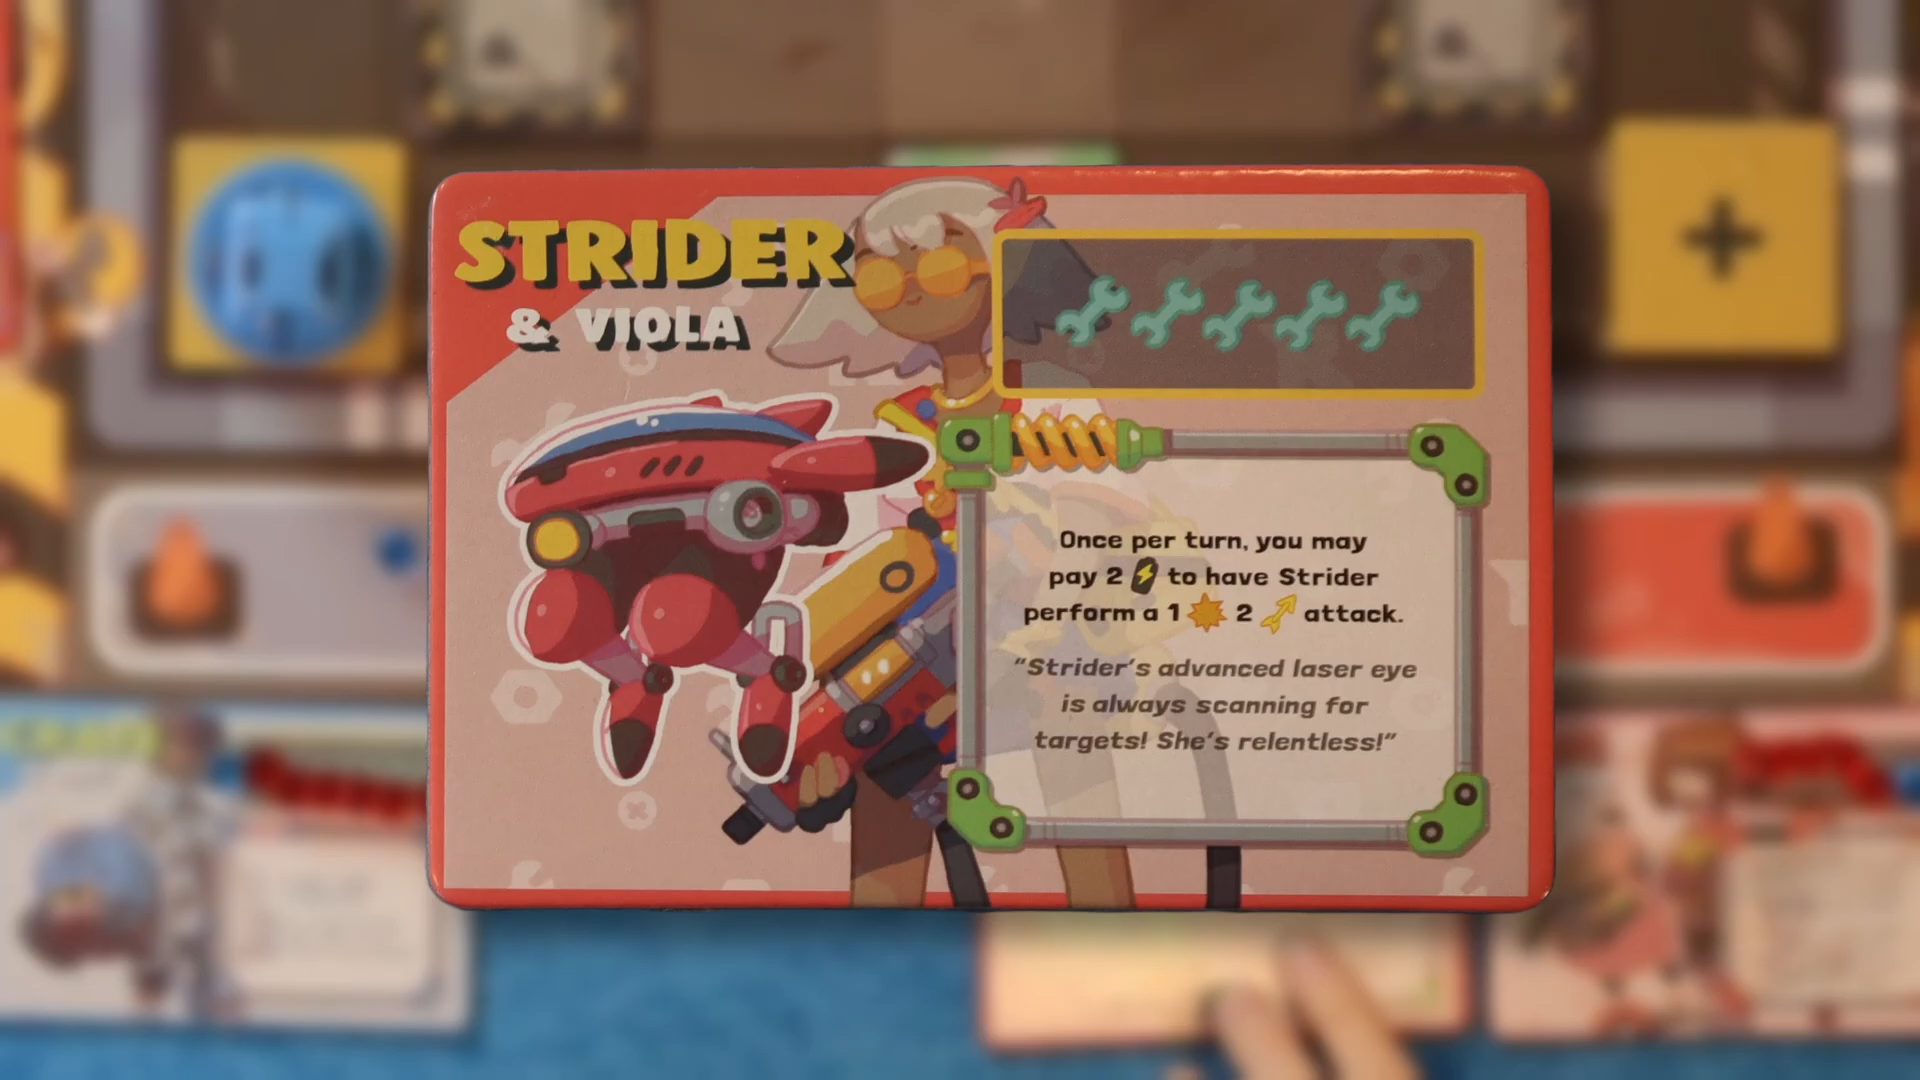 STRIDER
& VIOLA
Once per turn, you may
pay 2 to have Strider
perform a 1 2 attack.
"Strider's advanced laser eye
is always scanning for
targets! She's relentless!"
+